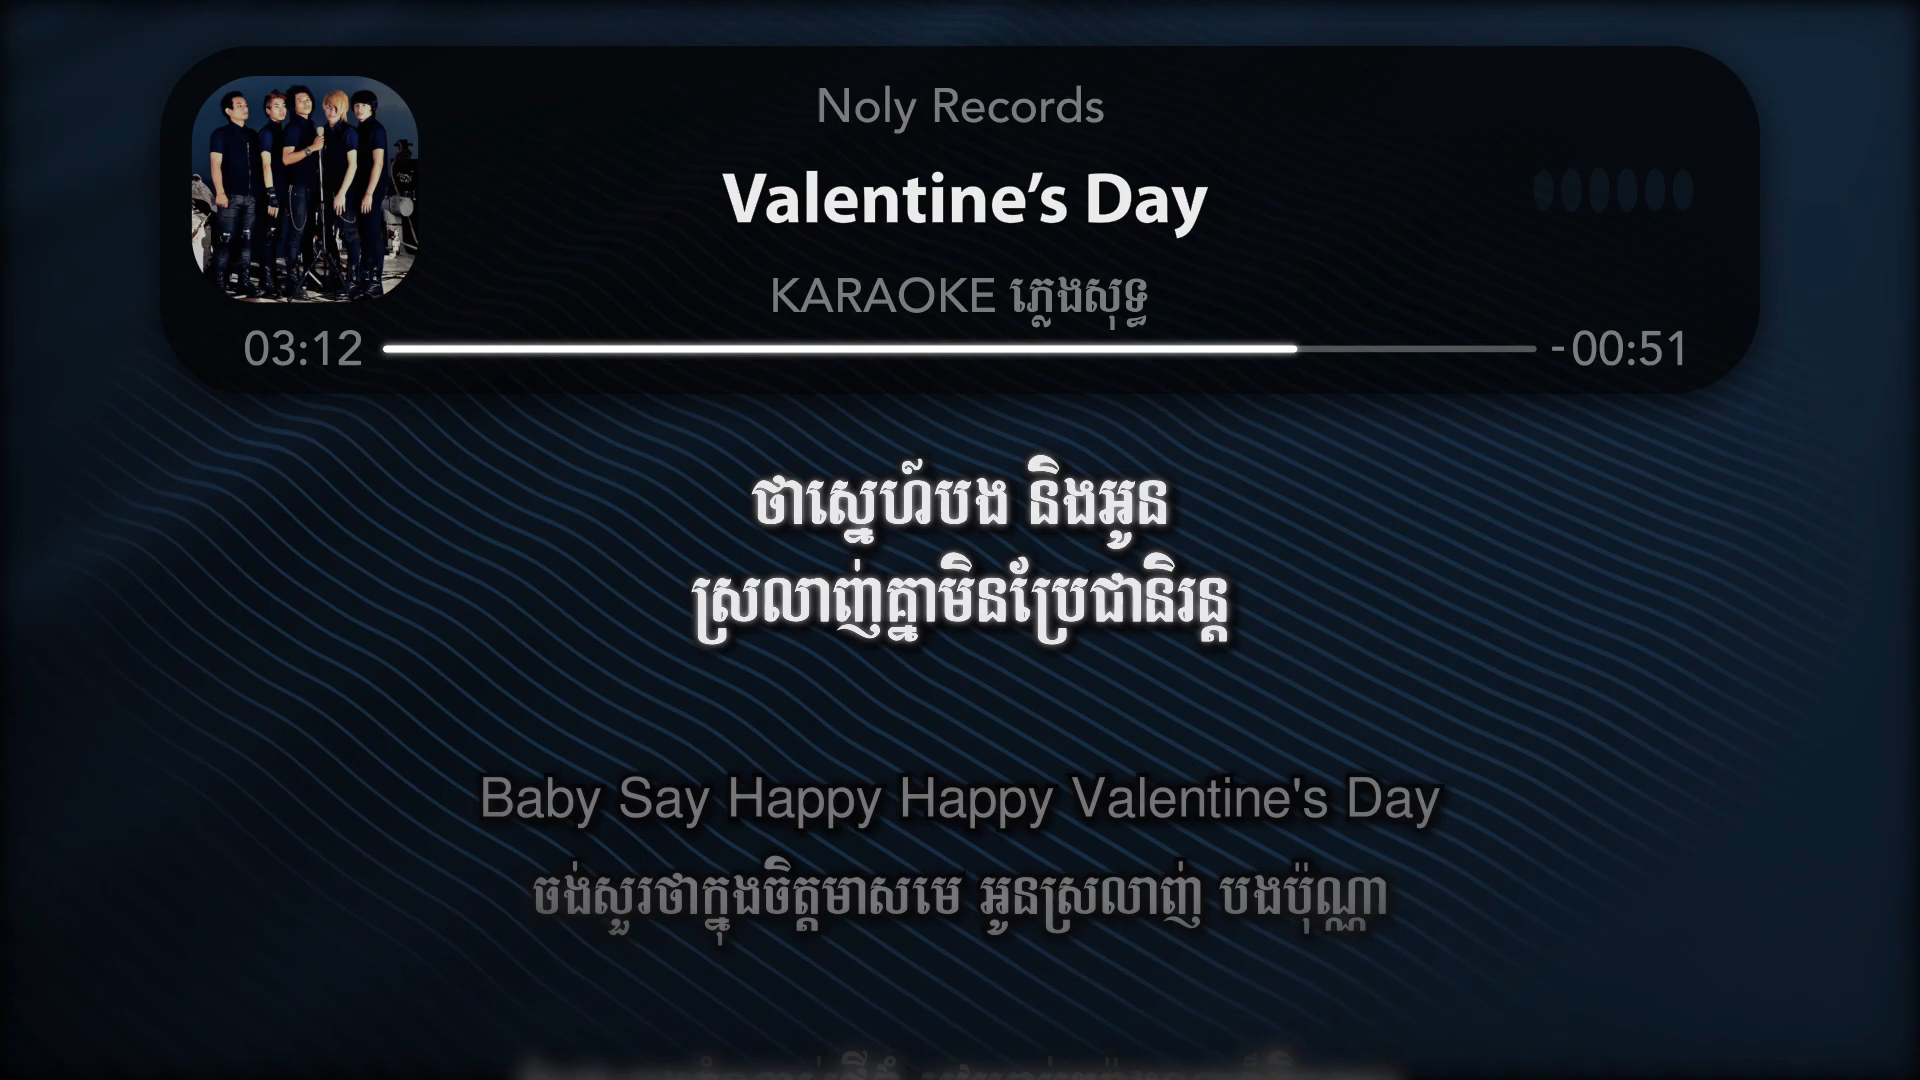 Noly Records
Valentine’s Day
KARAOKE ភ្លេងសុទ្ធ
03:12
-00:51
ថាស្នេហ៍បង និងអូន
ស្រលាញ់គ្នាមិនប្រែជានិរន្ត
Baby Say Happy Happy Valentine's Day
ចង់សួរថាក្នុងចិត្តមាសមេ អូនស្រលាញ់ បងប៉ុណ្ណា